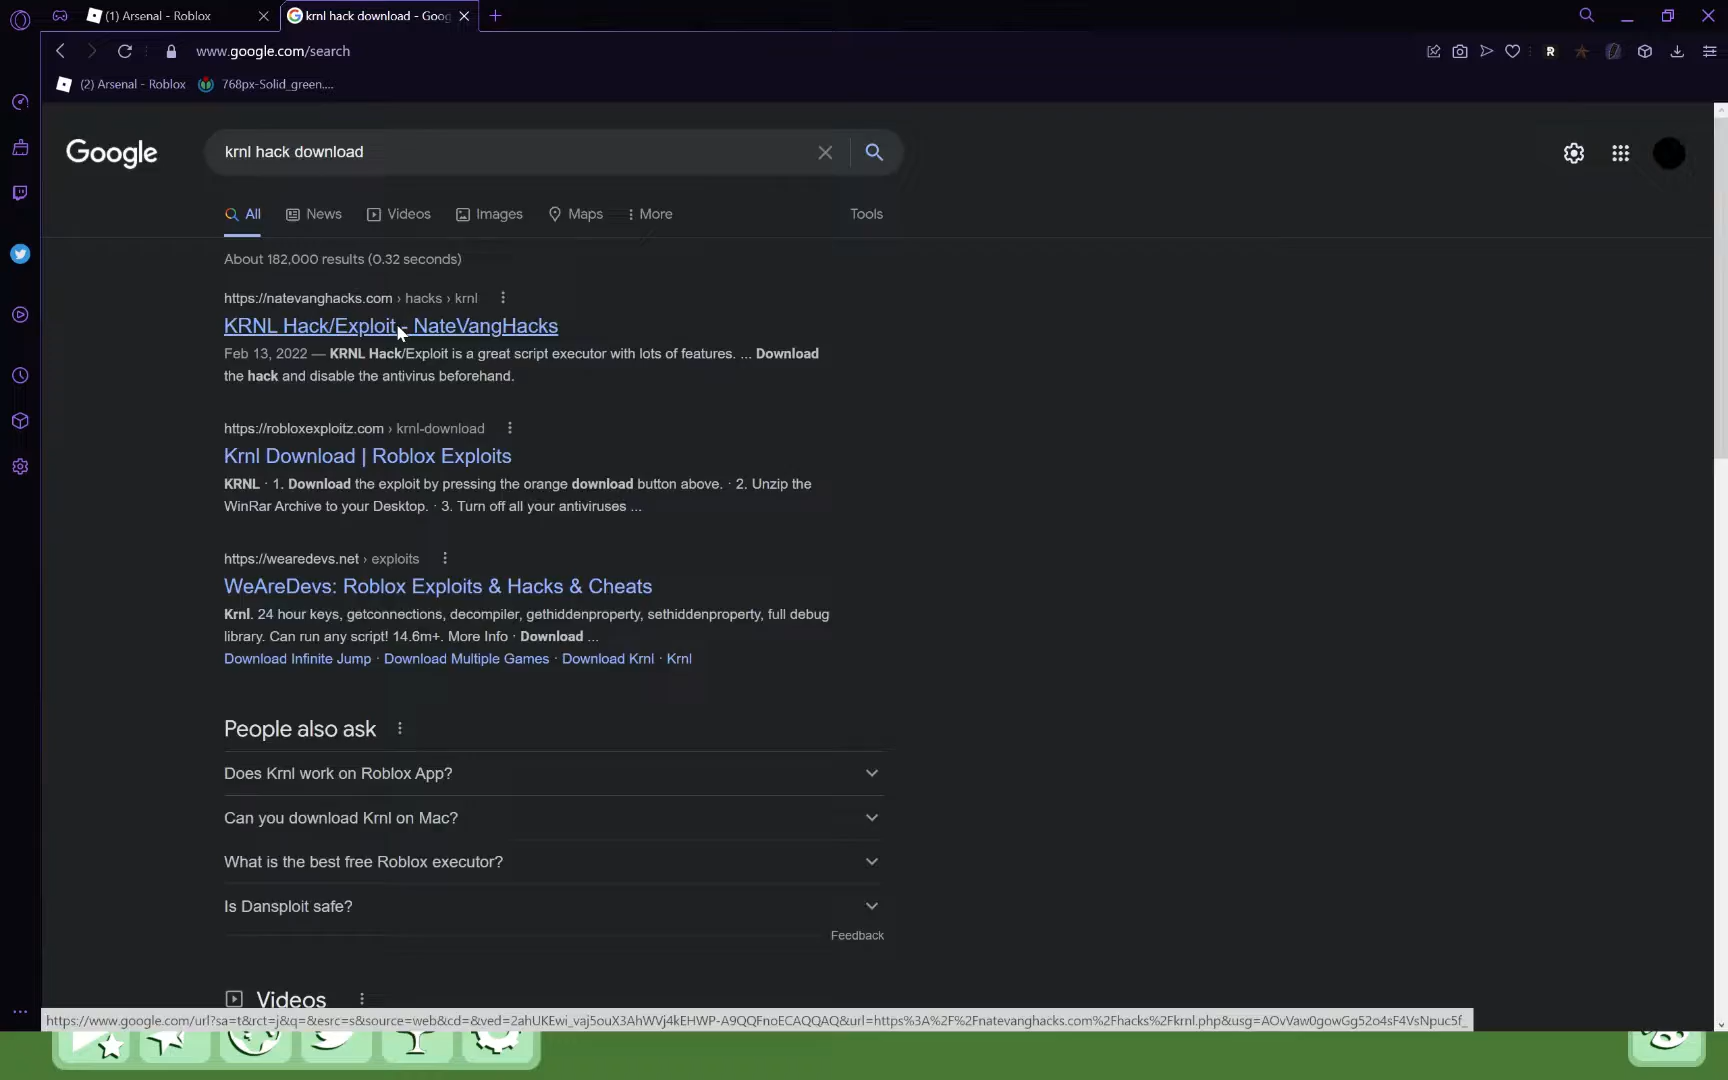 (1) Arsenal - Roblox
krnl hack download - Goog
www.google.com/search
(2) Arsenal - Roblox
768px-Solid_green....
Google
krnl hack download
All
News
Videos
Images
Maps
More
Tools
About 182,000 results (0.32 seconds)
https://natevanghacks.com › hacks › krnl
KRNL Hack/Exploit - NateVangHacks
Feb 13, 2022 — KRNL Hack/Exploit is a great script executor with lots of features. ... Download
the hack and disable the antivirus beforehand.
https://robloxexploitz.com › krnl-download
Krnl Download | Roblox Exploits
KRNL · 1. Download the exploit by pressing the orange download button above. · 2. Unzip the
WinRar Archive to your Desktop. · 3. Turn off all your antiviruses ...
https://wearedevs.net › exploits
WeAreDevs: Roblox Exploits & Hacks & Cheats
Krnl. 24 hour keys, getconnections, decompiler, gethiddenproperty, sethiddenproperty, full debug
library. Can run any script! 14.6m+. More Info · Download ...
Download Infinite Jump · Download Multiple Games · Download Krnl · Krnl
People also ask
Does Krnl work on Roblox App?
Can you download Krnl on Mac?
What is the best free Roblox executor?
Is Dansploit safe?
Feedback
Videos
https://www.google.com/url?sa=t&rct=j&q=&esrc=s&source=web&cd=&ved=2ahUKEwi_vaj5ouX3AhWVj4kEHWP-A9QQFnoECAQQAQ&url=https%3A%2F%2Fnatevanghacks.com%2Fhacks%2Fkrnl.php&usg=AOvVaw0gowGg52o4sF4VsNpuc5f_